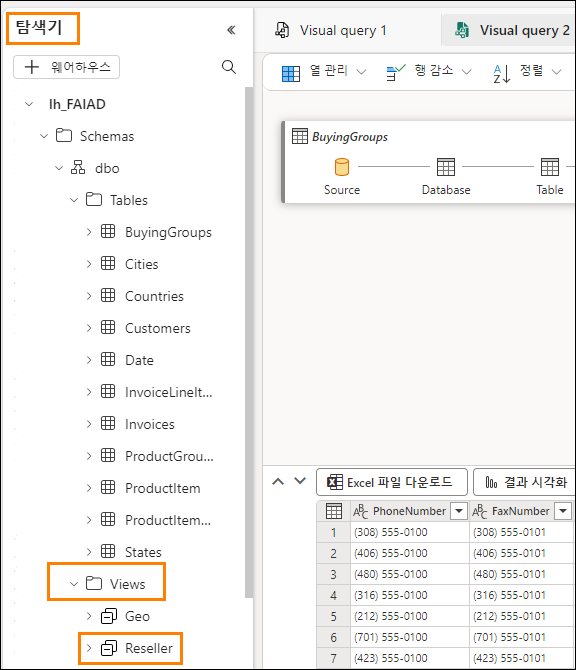 탐색기
웨어하우스
lh_FAIAD
Schemas
dbo
Tables
BuyingGroups
Cities
Countries
Customers
Date
InvoiceLineIt...
Invoices
ProductGrou...
ProductItem
ProductItem...
States
Views
Geo
Reseller
Visual query 1
Visual query 2
열 관리
행 감소
정렬
BuyingGroups
Source
Database
Table
Excel 파일 다운로드
결과 시각화
PhoneNumber
FaxNumber
1 (308) 555-0100 (308) 555-0101
2 (406) 555-0100 (406) 555-0101
3 (480) 555-0100 (480) 555-0101
4 (316) 555-0100 (316) 555-0101
5 (212) 555-0100 (212) 555-0101
6 (701) 555-0100 (701) 555-0101
7 (423) 555-0100 (423) 555-0101